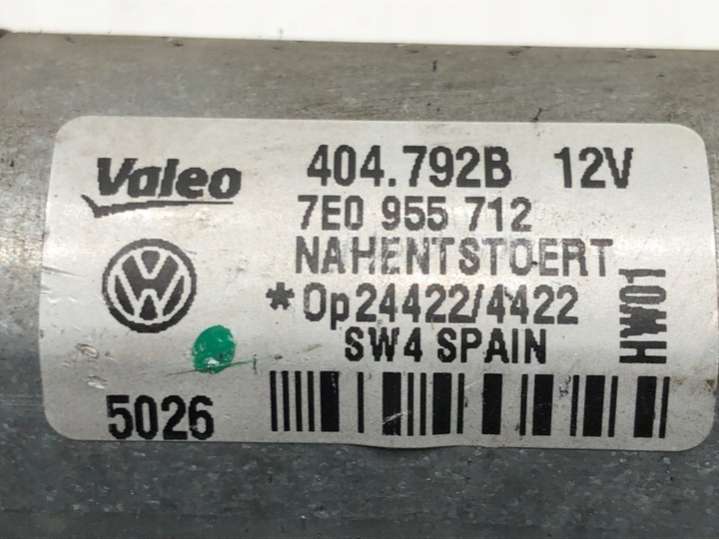 Valeo
404.792B 12V
7E0 955 712
NAHENTSTOERT
*Op24422/4422
SW4 SPAIN
HW01
5026